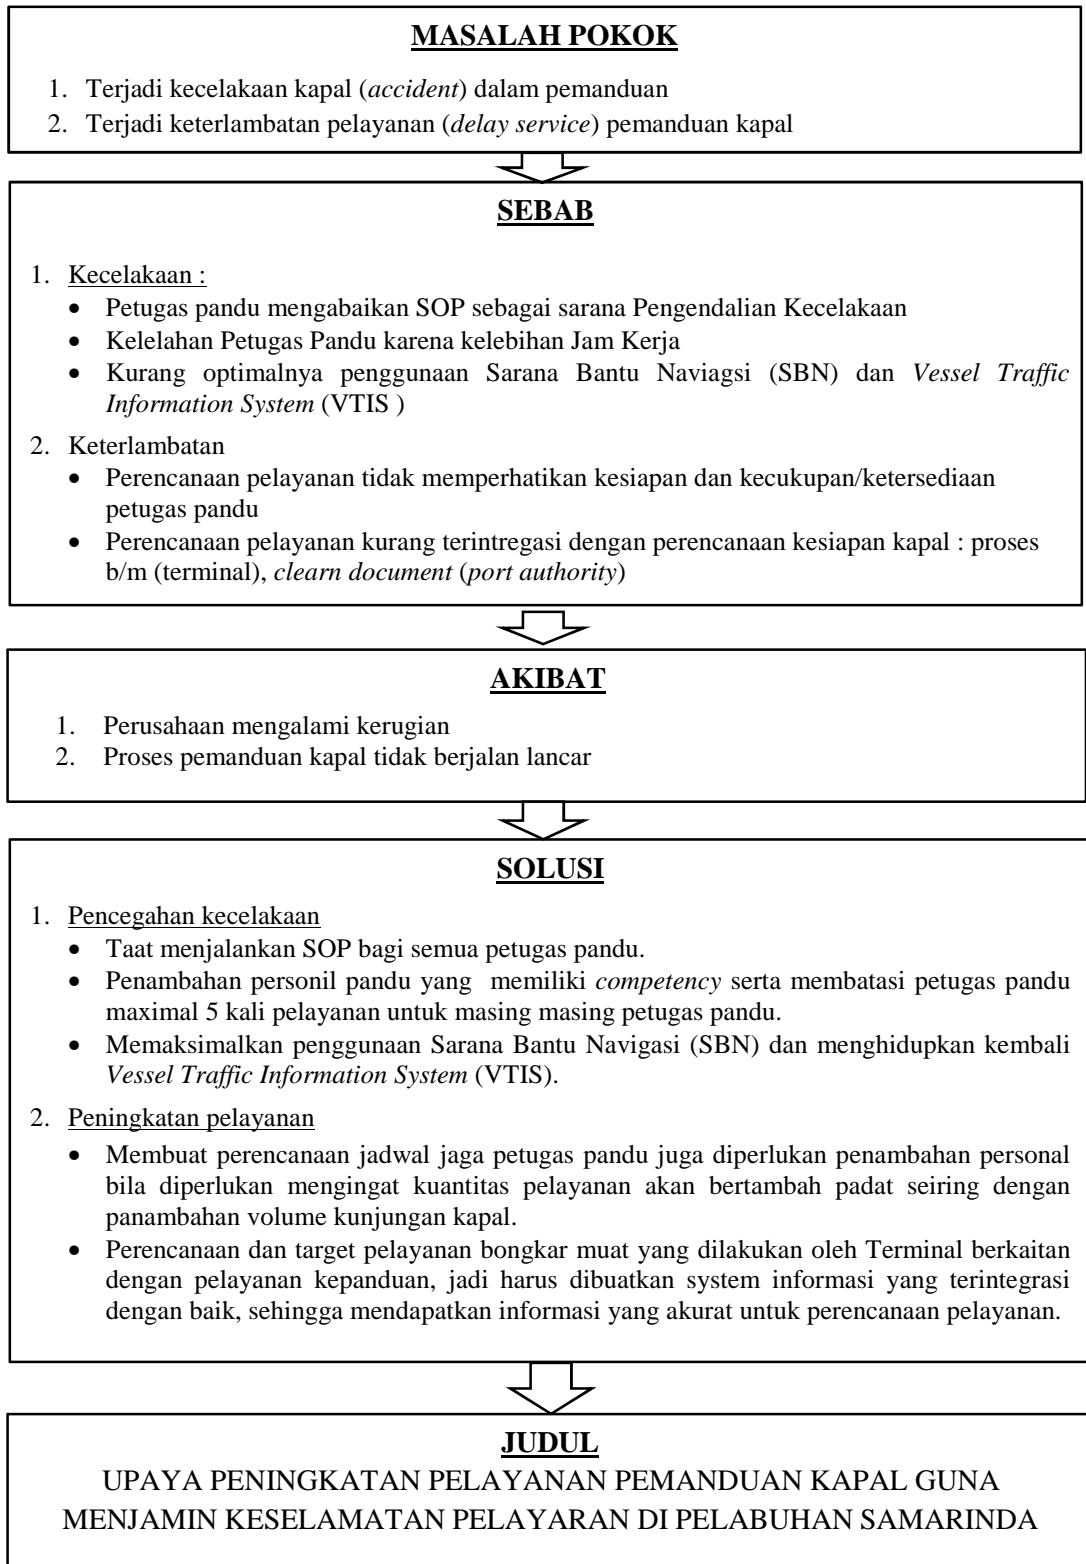 MASALAH POKOK
1. Terjadi kecelakaan kapal (accident) dalam pemanduan
2. Terjadi keterlambatan pelayanan (delay service) pemanduan kapal
SEBAB
1. Kecelakaan :
• Petugas pandu mengabaikan SOP sebagai sarana Pengendalian Kecelakaan
• Kelelahan Petugas Pandu karena kelebihan Jam Kerja
• Kurang optimalnya penggunaan Sarana Bantu Naviagsi (SBN) dan Vessel Traffic
Information System (VTIS )
2. Keterlambatan
• Perencanaan pelayanan tidak memperhatikan kesiapan dan kecukupan/ketersediaan
petugas pandu
• Perencanaan pelayanan kurang terintregasi dengan perencanaan kesiapan kapal : proses
b/m (terminal), clearn document (port authority)
AKIBAT
1. Perusahaan mengalami kerugian
2. Proses pemanduan kapal tidak berjalan lancar
SOLUSI
1. Pencegahan kecelakaan
• Taat menjalankan SOP bagi semua petugas pandu.
• Penambahan personil pandu yang memiliki competency serta membatasi petugas pandu
maximal 5 kali pelayanan untuk masing masing petugas pandu.
• Memaksimalkan penggunaan Sarana Bantu Navigasi (SBN) dan menghidupkan kembali
Vessel Traffic Information System (VTIS).
2. Peningkatan pelayanan
• Membuat perencanaan jadwal jaga petugas pandu juga diperlukan penambahan personal
bila diperlukan mengingat kuantitas pelayanan akan bertambah padat seiring dengan
panambahan volume kunjungan kapal.
• Perencanaan dan target pelayanan bongkar muat yang dilakukan oleh Terminal berkaitan
dengan pelayanan kepanduan, jadi harus dibuatkan system informasi yang terintegrasi
dengan baik, sehingga mendapatkan informasi yang akurat untuk perencanaan pelayanan.
JUDUL
UPAYA PENINGKATAN PELAYANAN PEMANDUAN KAPAL GUNA
MENJAMIN KESELAMATAN PELAYARAN DI PELABUHAN SAMARINDA